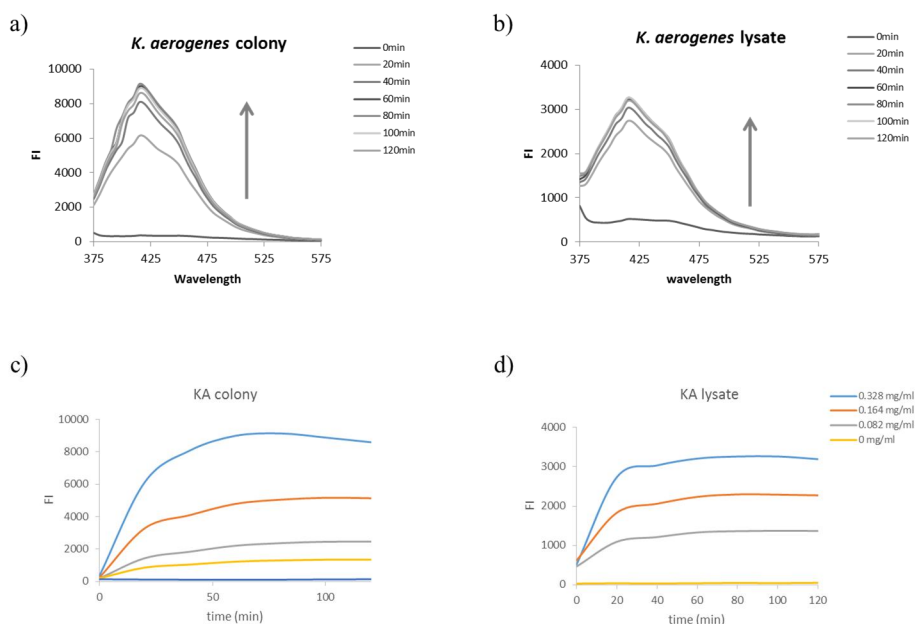 a)
K. aerogenes colony
10000
8000
6000
4000
2000
0
FI
375
425
475
525
575
Wavelength
0min
20min
40min
60min
80min
100min
120min
b)
K. aerogenes lysate
4000
3000
2000
1000
0
FI
375
425
475
525
575
wavelength
0min
20min
40min
60min
80min
100min
120min
c)
KA colony
10000
8000
6000
4000
2000
0
FI
0
50
100
time (min)
d)
KA lysate
4000
3000
2000
1000
0
FI
0
20
40
60
80
100
120
time (min)
0.328 mg/ml
0.164 mg/ml
0.082 mg/ml
0 mg/ml